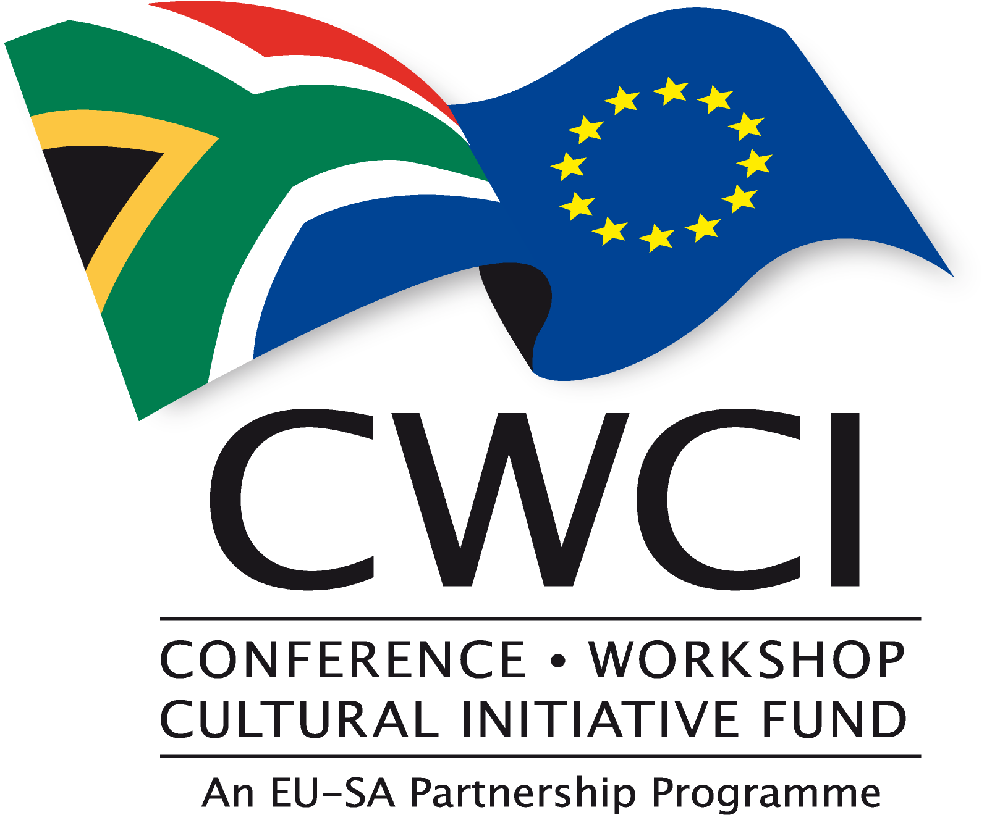 CWCI
CONFERENCE • WORKSHOP
CULTURAL INITIATIVE FUND
An EU–SA Partnership Programme